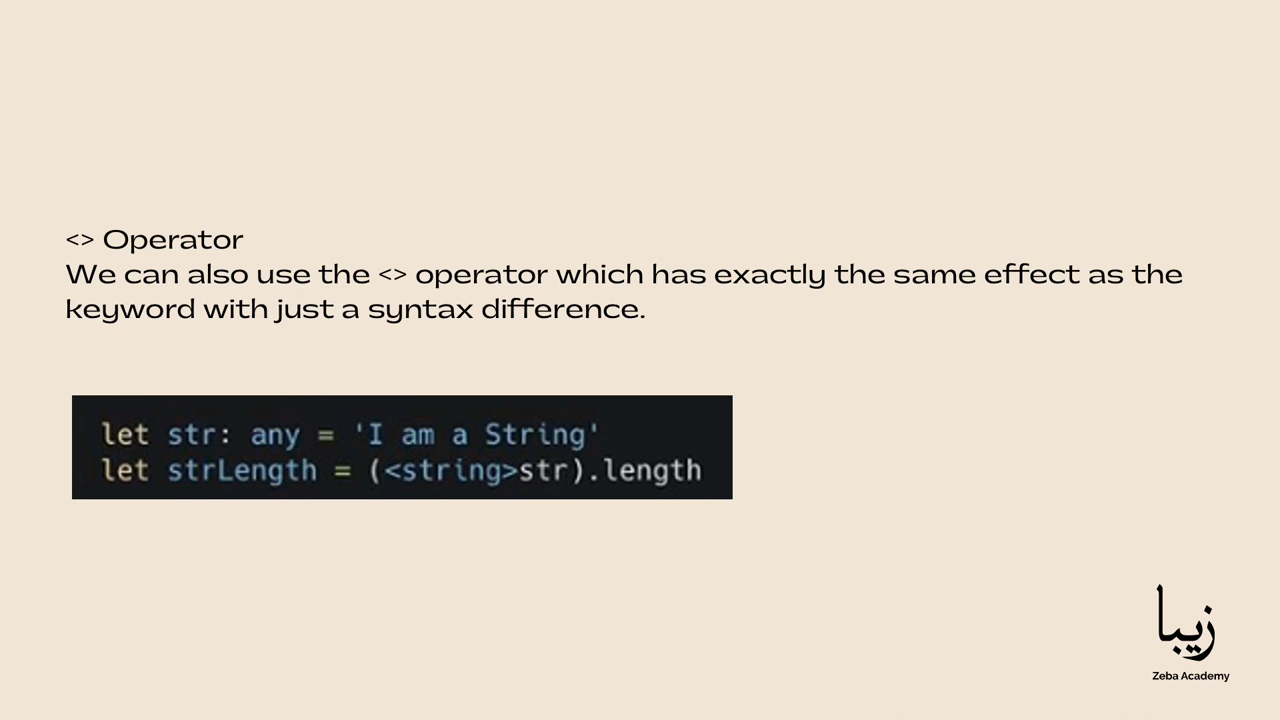 <> Operator
We can also use the <> operator which has exactly the same effect as the
keyword with just a syntax difference.
let str: any = 'I am a String'
let strLength = (<string>str).length
زیبا
Zeba Academy